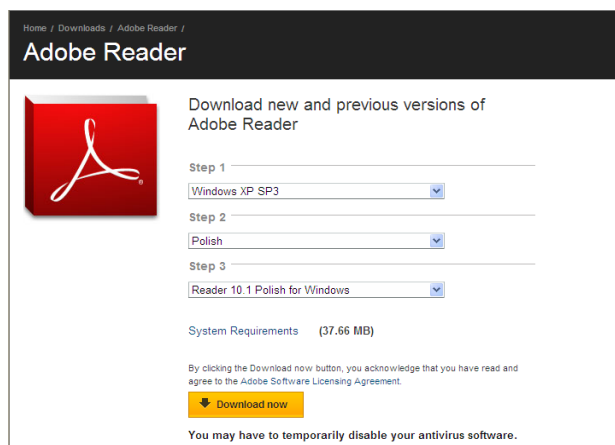 Home / Downloads / Adobe Reader /
Adobe Reader
Download new and previous versions of
Adobe Reader
Step 1
Windows XP SP3
Step 2
Polish
Step 3
Reader 10.1 Polish for Windows
System Requirements (37.66 MB)
By clicking the Download now button, you acknowledge that you have read and
agree to the Adobe Software Licensing Agreement.
Download now
You may have to temporarily disable your antivirus software.